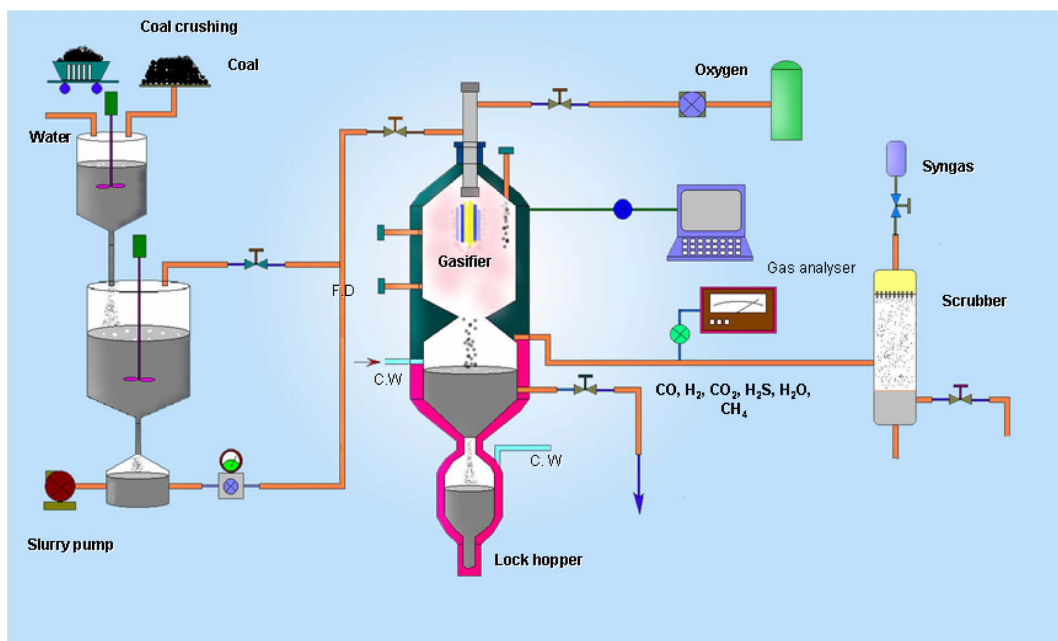 Coal crushing
Coal
Water
Oxygen
Syngas
Gasifier
Gas analyser
F.D
Scrubber
C.W
CO, H₂, CO₂, H₂S, H₂O,
CH₄
C. W
Slurry pump
Lock hopper